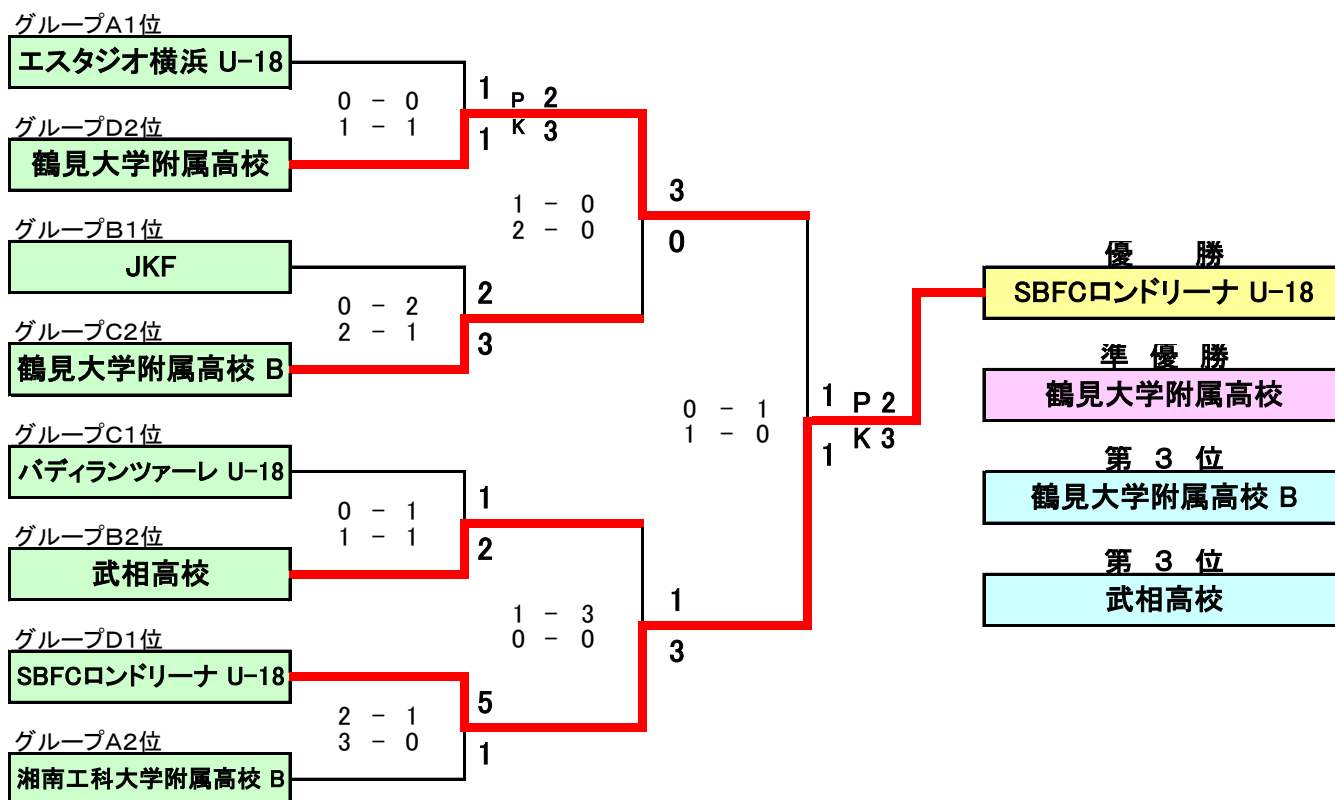 グループA1位
エスタジオ横浜 U-18
0 - 0
1 - 1
1 PK 2
1 3
グループD2位
鶴見大学附属高校
1 - 0
2 - 0
3
0
グループB1位
JKF
0 - 2
2 - 1
2
3
グループC2位
鶴見大学附属高校 B
0 - 1
1 - 0
1 PK 2
1 3
グループC1位
バディランツァーレ U-18
0 - 1
1 - 1
1
2
グループB2位
武相高校
1 - 3
0 - 0
1
3
グループD1位
SBFCロンドリーナ U-18
2 - 1
3 - 0
5
1
グループA2位
湘南工科大学附属高校 B
優 勝
SBFCロンドリーナ U-18
準 優 勝
鶴見大学附属高校
第 3 位
鶴見大学附属高校 B
第 3 位
武相高校